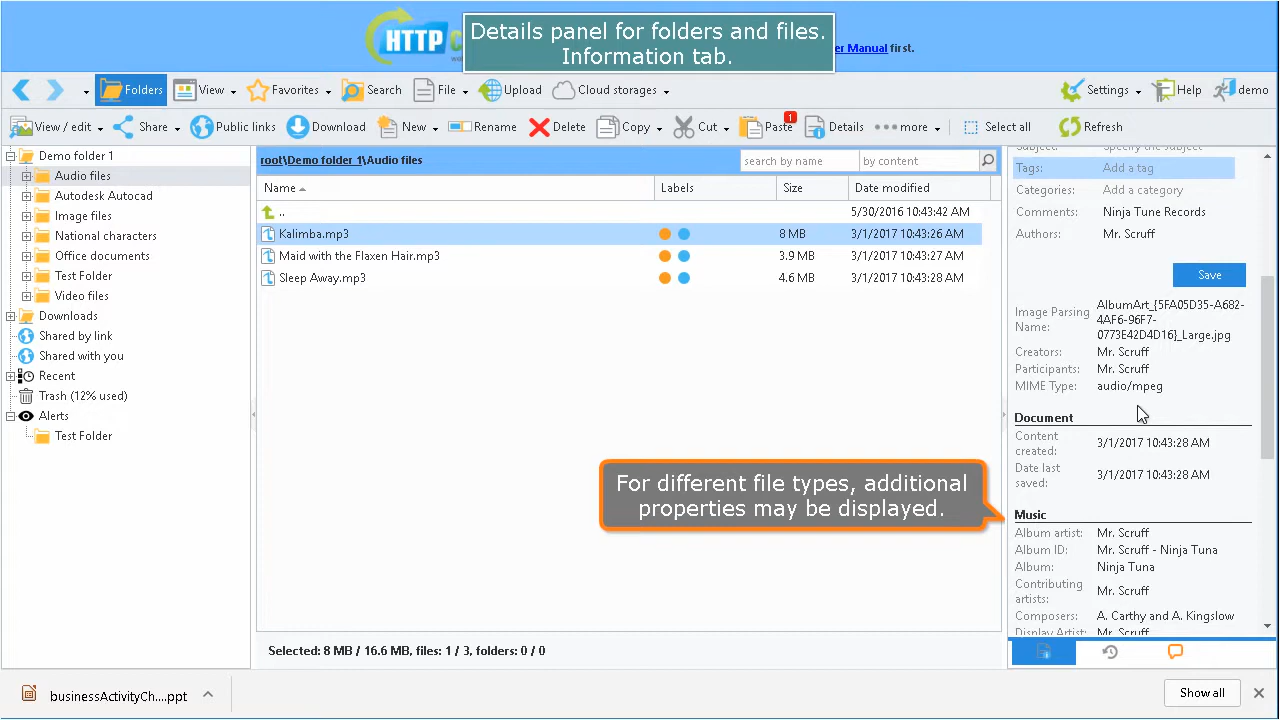 HTTP
Details panel for folders and files.
Information tab.
er Manual first.
Folders View Favorites Search File Upload Cloud storages Settings Help demo
View / edit Share Public links Download New Rename Delete Copy Cut Paste 1 Details more Select all Refresh
Demo folder 1
Audio files
Autodesk Autocad
Image files
National characters
Office documents
Test Folder
Video files
Downloads
Shared by link
Shared with you
Recent
Trash (12% used)
Alerts
Test Folder
root\Demo folder 1\Audio files search by name by content
Name Labels Size Date modified
.. 5/30/2016 10:43:42 AM
Kalimba.mp3 8 MB 3/1/2017 10:43:26 AM
Maid with the Flaxen Hair.mp3 3.9 MB 3/1/2017 10:43:27 AM
Sleep Away.mp3 4.6 MB 3/1/2017 10:43:28 AM
Selected: 8 MB / 16.6 MB, files: 1 / 3, folders: 0 / 0
For different file types, additional
properties may be displayed.
Subject: Specify the subject
Tags: Add a tag
Categories: Add a category
Comments: Ninja Tune Records
Authors: Mr. Scruff
Save
Image Parsing
Name:
AlbumArt_{5FA05D35-A682-
4AF6-96F7-
0773E42D4D16}_Large.jpg
Creators: Mr. Scruff
Participants: Mr. Scruff
MIME Type: audio/mpeg
Document
Content
created:
3/1/2017 10:43:28 AM
Date last
saved:
3/1/2017 10:43:28 AM
Music
Album artist: Mr. Scruff
Album ID: Mr. Scruff - Ninja Tuna
Album: Ninja Tuna
Contributing
artists:
Mr. Scruff
Composers: A. Carthy and A. Kingslow
Display Artist: Mr. Scruff
businessActivityCh....ppt
Show all